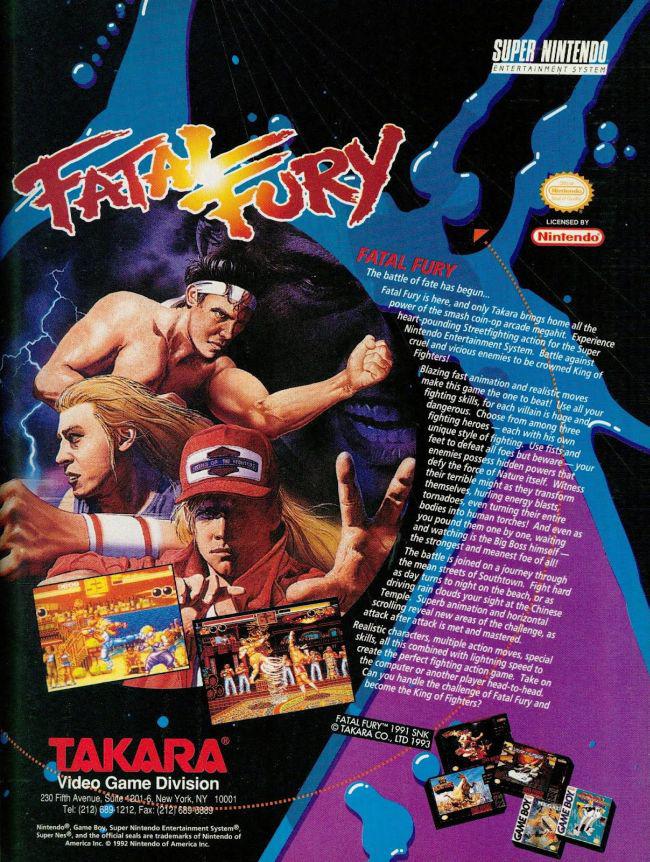 SUPER NINTENDO
ENTERTAINMENT SYSTEM
FATAL FURY
Official
Nintendo
Seal of Quality
LICENSED BY
Nintendo®
FATAL FURY
The battle of fate has begun...
Fatal Fury is here, and only Takara brings home all the
power of the smash coin-op arcade megahit. Experience
heart-pounding Streetfighting action for the Super
Nintendo Entertainment System. Battle against
cruel and vicious enemies to be crowned King of
Fighters!
Blazing fast animation and realistic moves
make this game the one to beat! Use all your
fighting skills, for each villain is huge and
dangerous. Choose from among three
fighting heroes – each with his own
unique style of fighting. Use fists and
feet to defeat all foes but beware – your
enemies possess hidden powers that
defy the force of Nature itself. Witness
their terrible might as they transform
themselves, hurling energy blasts,
tornadoes, even turning their entire
bodies into human torches! And even as
you pound them one by one, waiting
and watching is the Big Boss himself –
the strongest and meanest foe of all!
The battle is joined on a journey through
the mean streets of Southtown. Fight hard
as day turns to night on the beach, or as
driving rain clouds your sight at the Chinese
Temple. Superb animation and horizontal
scrolling reveal new areas of the challenge, as
attack after attack is met and mastered.
Realistic characters, multiple action moves, special
skills, all this combined with lightning speed to
create the perfect fighting action game. Take on
the computer or another player head-to-head.
Can you handle the challenge of Fatal Fury and
become the King of Fighters?
FATAL FURY™ 1991 SNK
© TAKARA CO., LTD 1993
TAKARA®
Video Game Division
230 Fifth Avenue, Suite 4201-6, New York, NY 10001
Tel: (212) 689-1212, Fax: (212) 689-6889
Nintendo®, Game Boy, Super Nintendo Entertainment System®,
Super Nes®, and the official seals are trademarks of Nintendo of
America Inc. © 1992 Nintendo of America Inc.
GAME BOY
GAME BOY